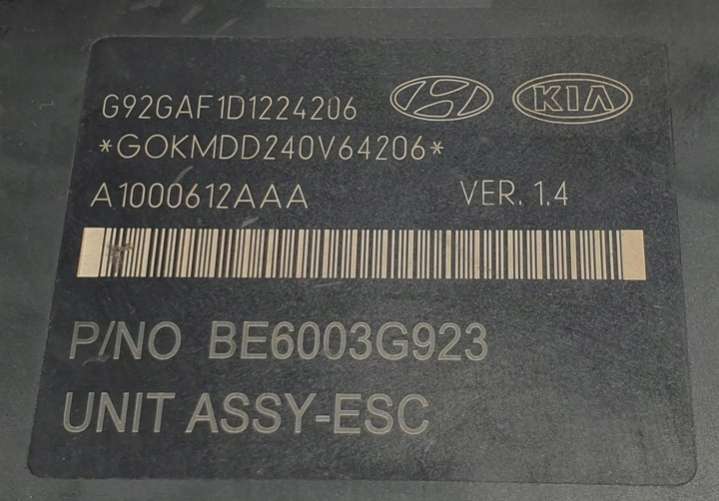 G92GAF1D1224206
*GOKMDD240V64206*
KIA
A1000612AAA VER. 1.4
P/NO BE6003G923
UNIT ASSY-ESC